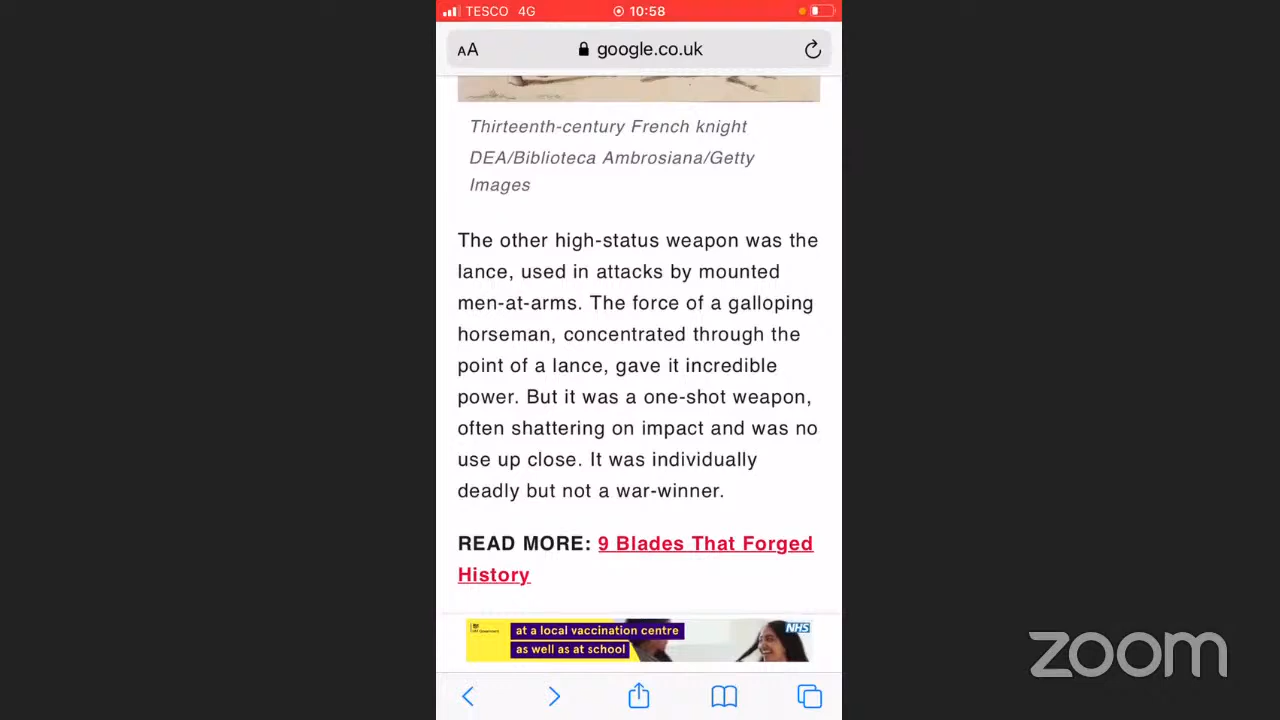 TESCO 4G 10:58
AA google.co.uk
Thirteenth-century French knight
DEA/Biblioteca Ambrosiana/Getty
Images
The other high-status weapon was the
lance, used in attacks by mounted
men-at-arms. The force of a galloping
horseman, concentrated through the
point of a lance, gave it incredible
power. But it was a one-shot weapon,
often shattering on impact and was no
use up close. It was individually
deadly but not a war-winner.
READ MORE: 9 Blades That Forged
History
at a local vaccination centre
as well as at school
NHS
zoom